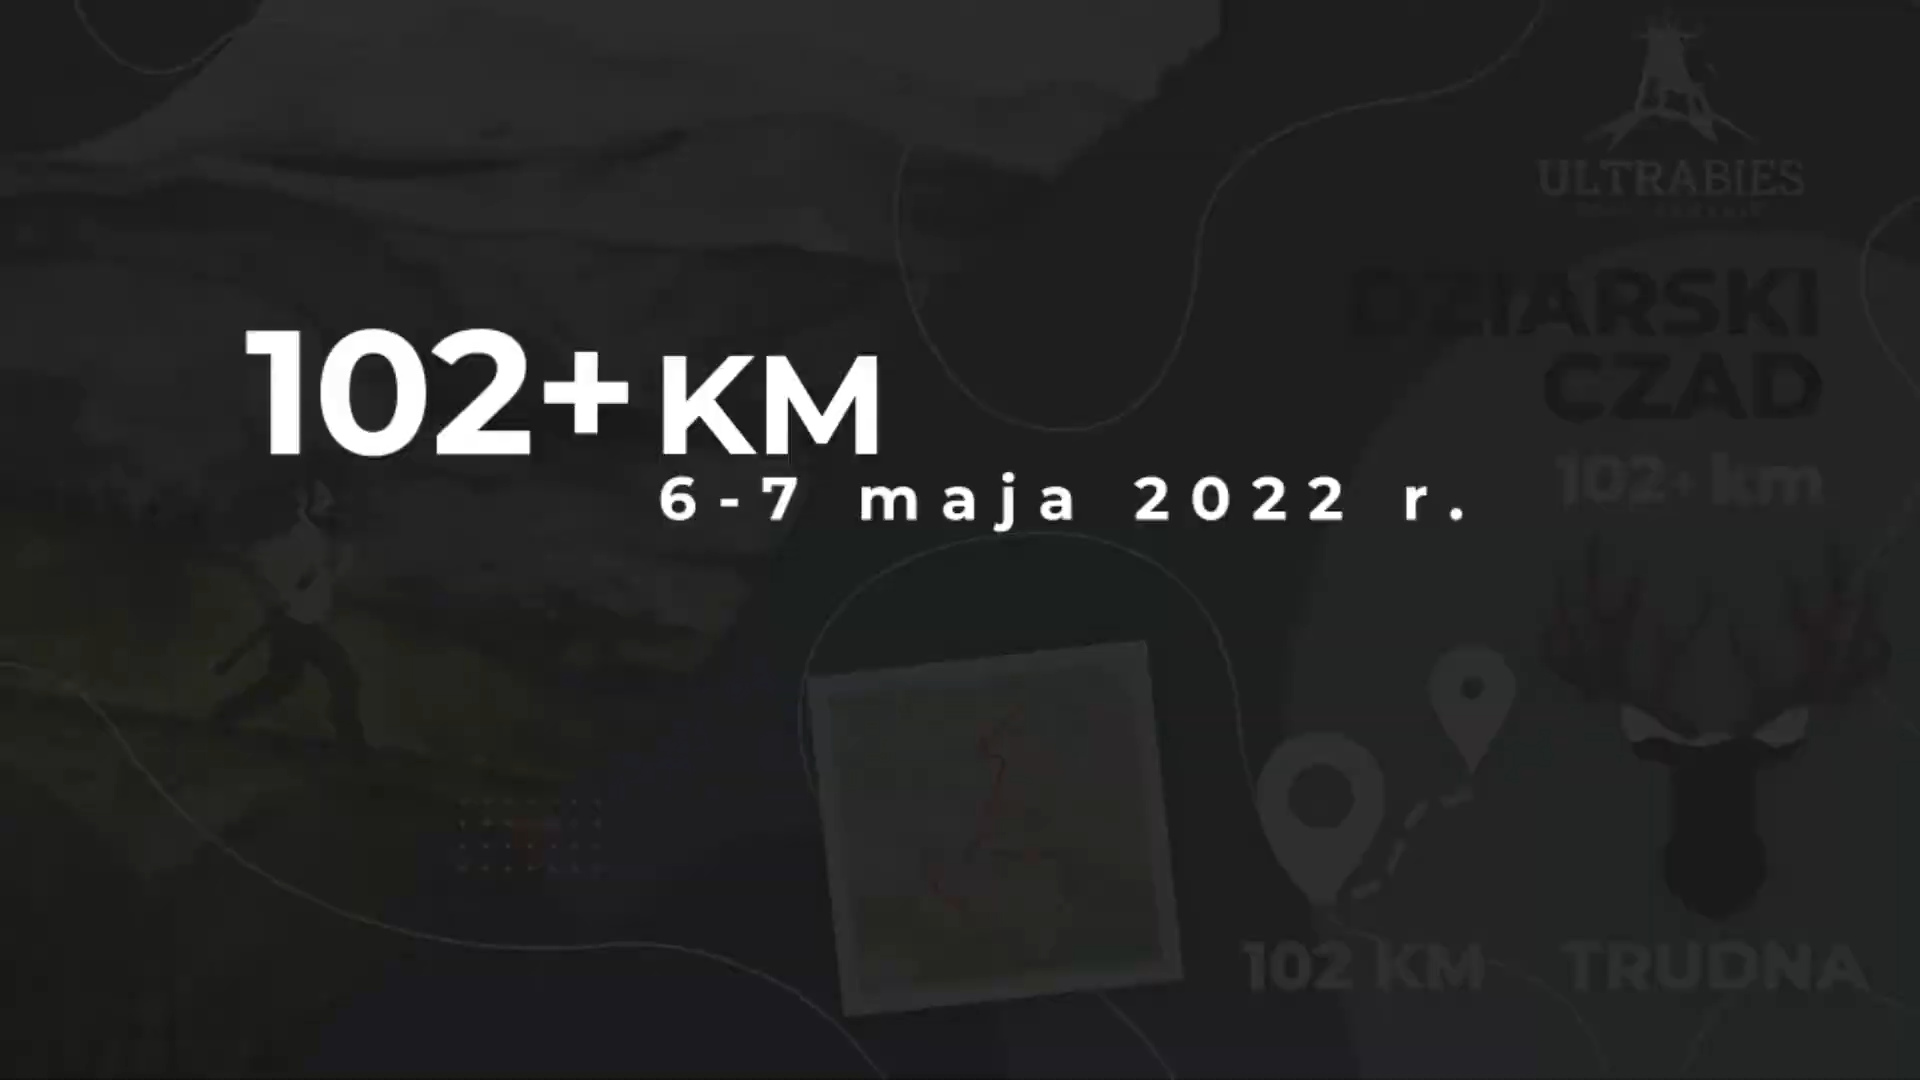 102+ KM
6-7 maja 2022 r.
ULTRABIES
DZIARSKI
CZAD
102+ km
102 KM
TRUDNA